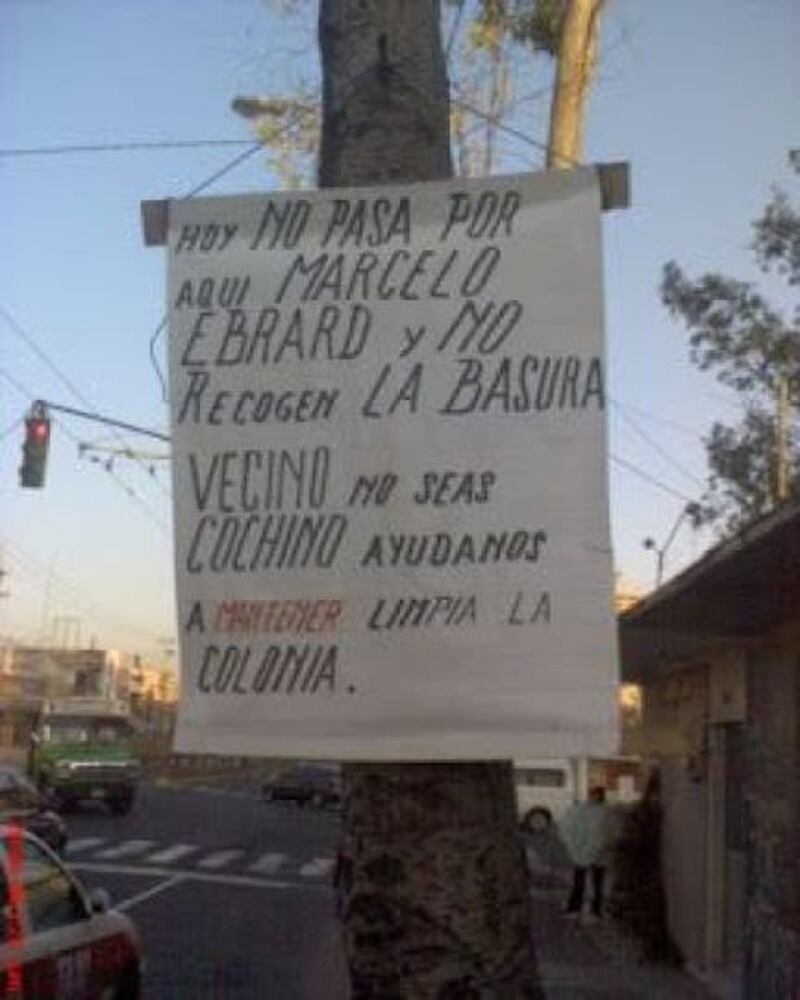 HOY NO PASA POR
AQUI MARCELO
EBRARD Y NO
RECOGEN LA BASURA
VECINO NO SEAS
COCHINO AYUDANOS
A MANTENER LIMPIA LA
COLONIA.